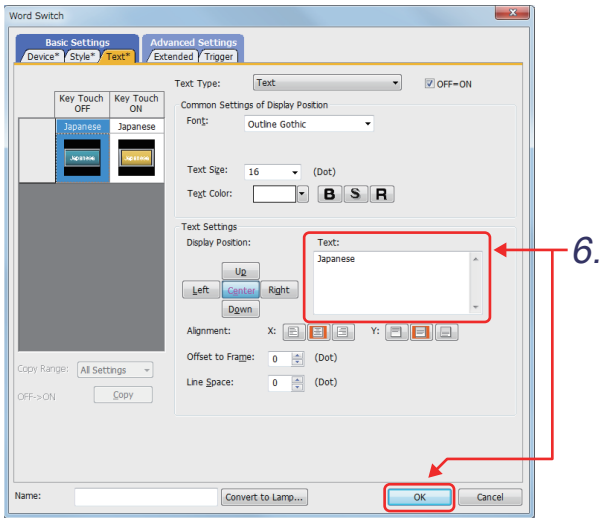 Word Switch
Basic Settings Advanced Settings
Device* Style* Text* Extended Trigger
Text Type: Text OFF=ON
Key Touch OFF Key Touch ON
Japanese Japanese
Japanese Japanese
Common Settings of Display Position
Font: Outline Gothic
Text Size: 16 (Dot)
Text Color: B S R
Text Settings
Display Position: Text:
Japanese
Up
Left Center Right
Down
6.
Alignment: X: Y:
Offset to Frame: 0 (Dot)
Line Space: 0 (Dot)
Copy Range: All Settings
OFF->ON Copy
Name: Convert to Lamp... OK Cancel